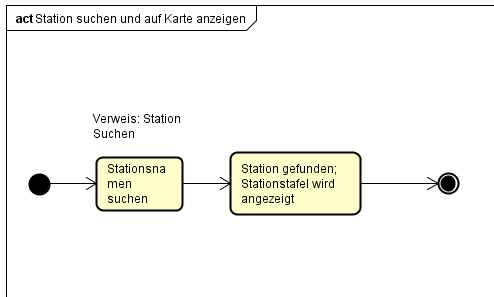 act Station suchen und auf Karte anzeigen
Verweis: Station
Suchen
Stationsna
men
suchen
Station gefunden;
Stationstafel wird
angezeigt